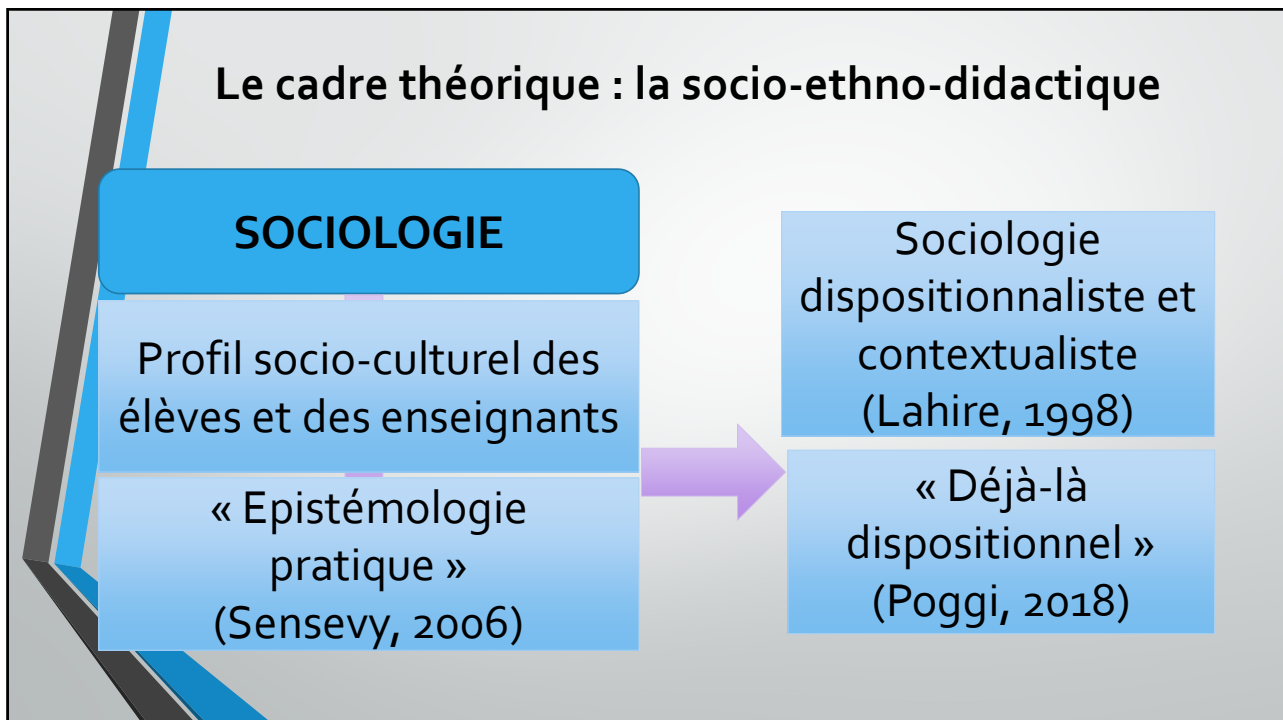 Le cadre théorique : la socio-ethno-didactique
SOCIOLOGIE
Profil socio-culturel des
élèves et des enseignants
« Epistémologie
pratique »
(Sensevy, 2006)
Sociologie
dispositionnaliste et
contextualiste
(Lahire, 1998)
« Déjà-là
dispositionnel »
(Poggi, 2018)